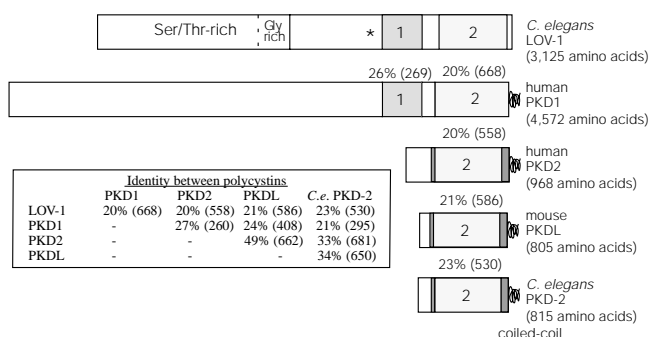 Ser/Thr-rich
Gly
rich
*
1
2
C. elegans
LOV-1
(3,125 amino acids)
26% (269)
20% (668)
1
2
human
PKD1
(4,572 amino acids)
20% (558)
2
human
PKD2
(968 amino acids)
21% (586)
2
mouse
PKDL
(805 amino acids)
23% (530)
2
C. elegans
PKD-2
(815 amino acids)
coiled-coil
Identity between polycystins
PKD1 PKD2 PKDL C.e. PKD-2
LOV-1 20% (668) 20% (558) 21% (586) 23% (530)
PKD1 - 27% (260) 24% (408) 21% (295)
PKD2 - - 49% (662) 33% (681)
PKDL - - - 34% (650)